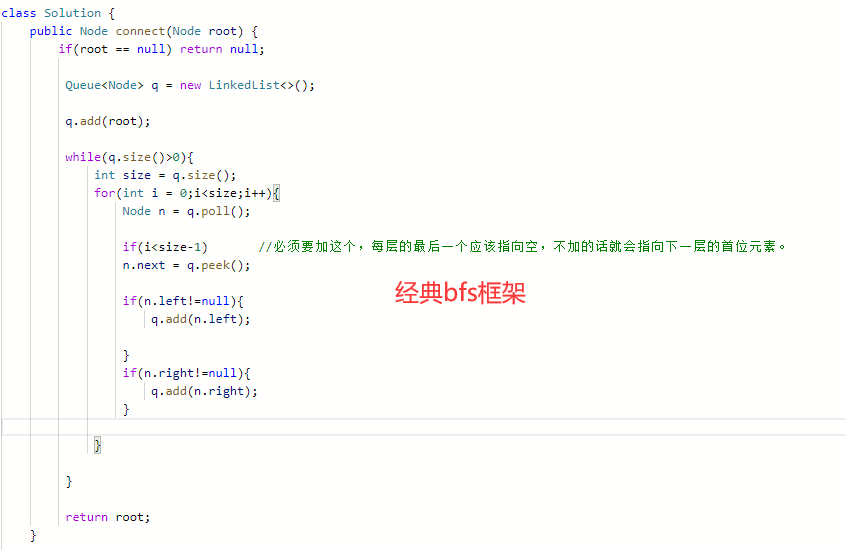 class Solution {
public Node connect(Node root) {
if(root == null) return null;
Queue<Node> q = new LinkedList<>();
q.add(root);
while(q.size()>0){
int size = q.size();
for(int i = 0;i<size;i++){
Node n = q.poll();
if(i<size-1) //必须要加这个，每层的最后一个应该指向空，不加的话就会指向下一层的首位元素。
n.next = q.peek();
经典bfs框架
if(n.left!=null){
q.add(n.left);
}
if(n.right!=null){
q.add(n.right);
}
}
}
return root;
}